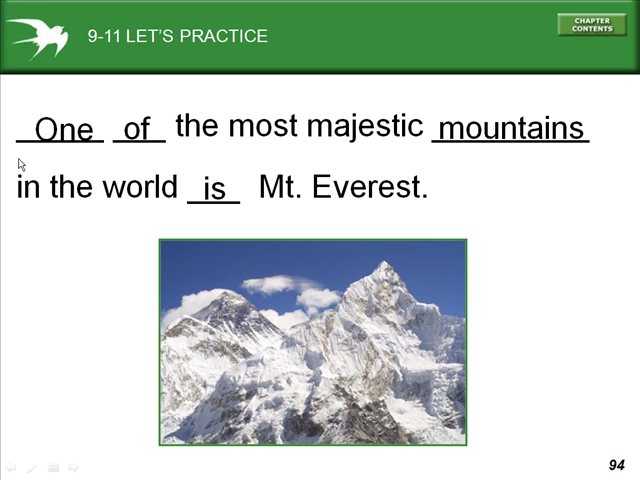 9-11 LET'S PRACTICE
CHAPTER
CONTENTS
One of the most majestic mountains
in the world is Mt. Everest.
94